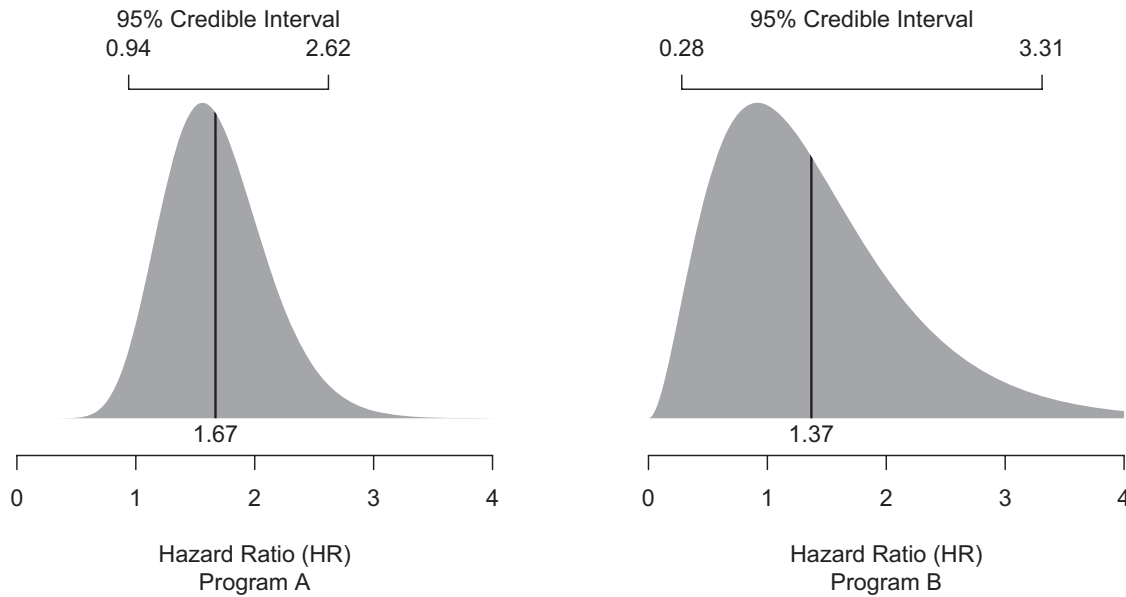 95% Credible Interval
0.94 2.62
1.67
0 1 2 3 4
Hazard Ratio (HR)
Program A
95% Credible Interval
0.28 3.31
1.37
0 1 2 3 4
Hazard Ratio (HR)
Program B